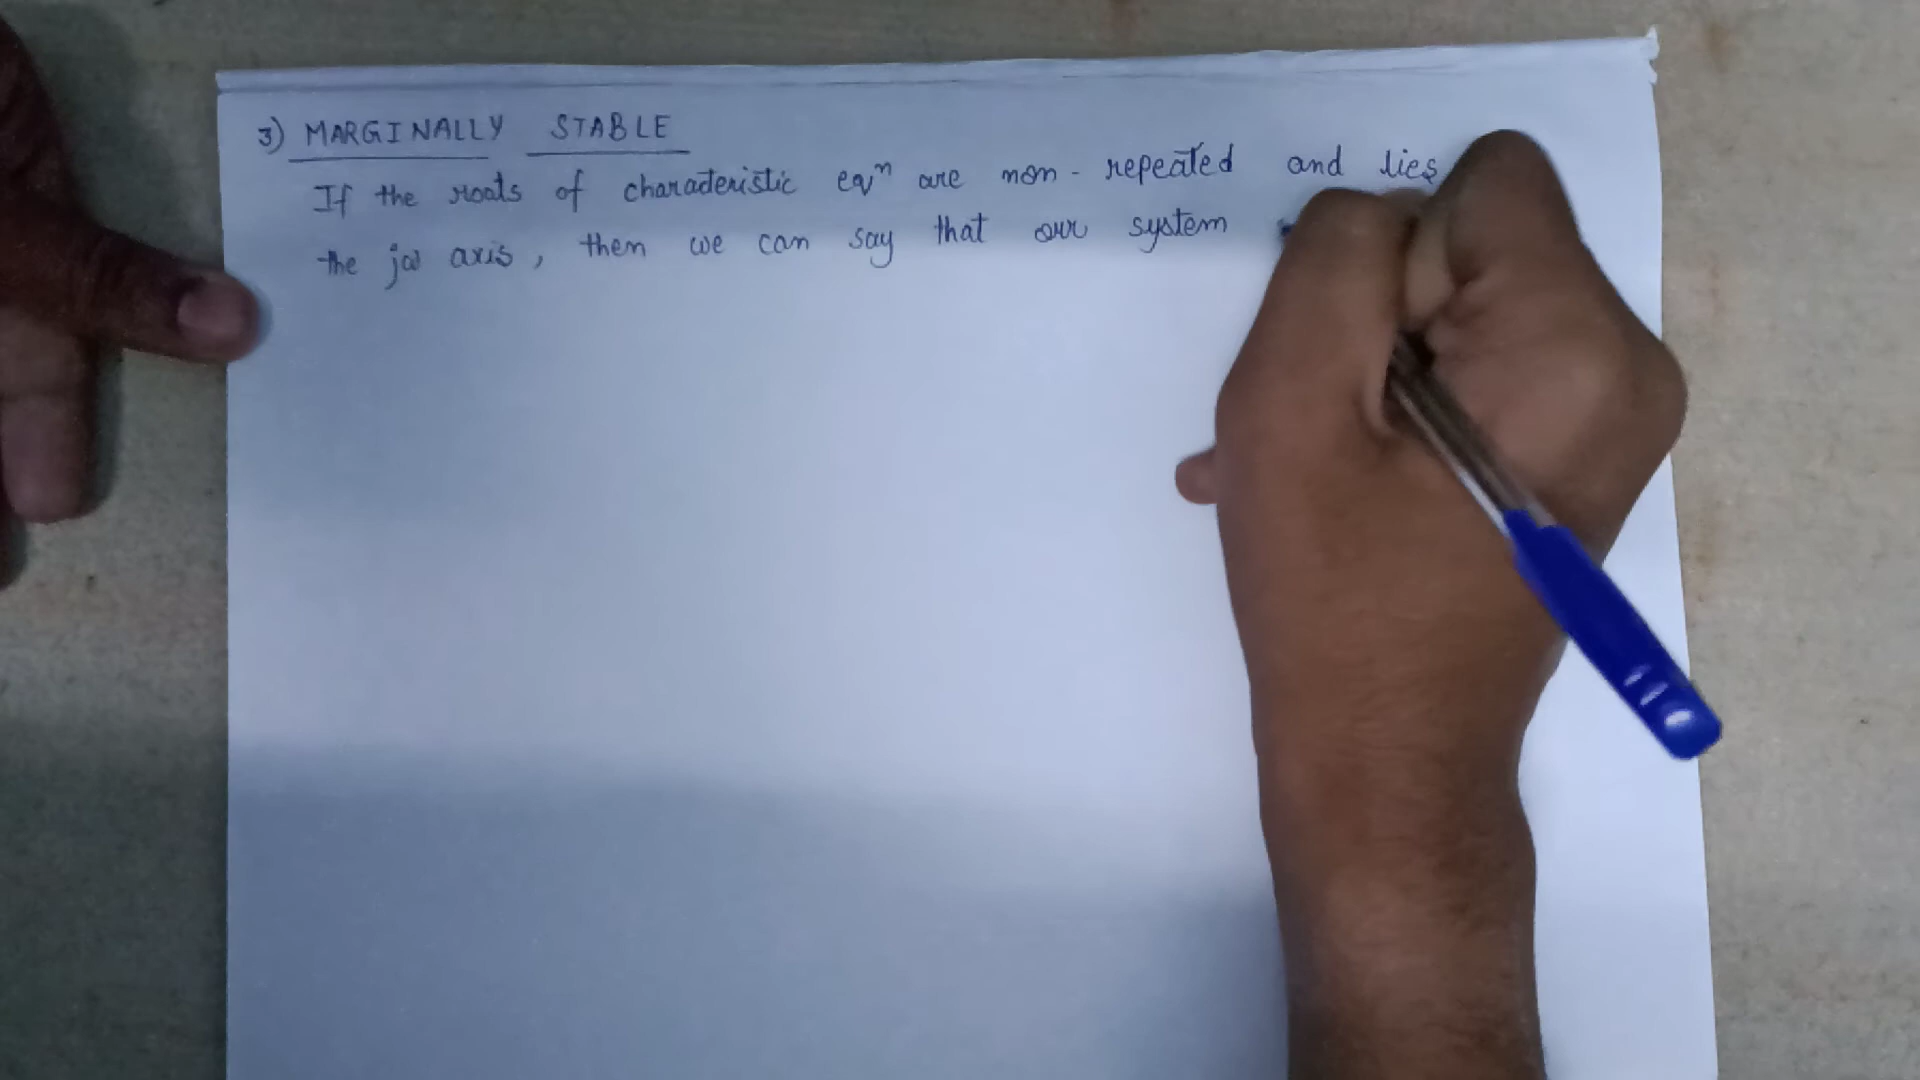 3) MARGINALLY STABLE
If the roots of characteristic eqⁿ are non - repeated and lies
the jω axis, then we can say that our system